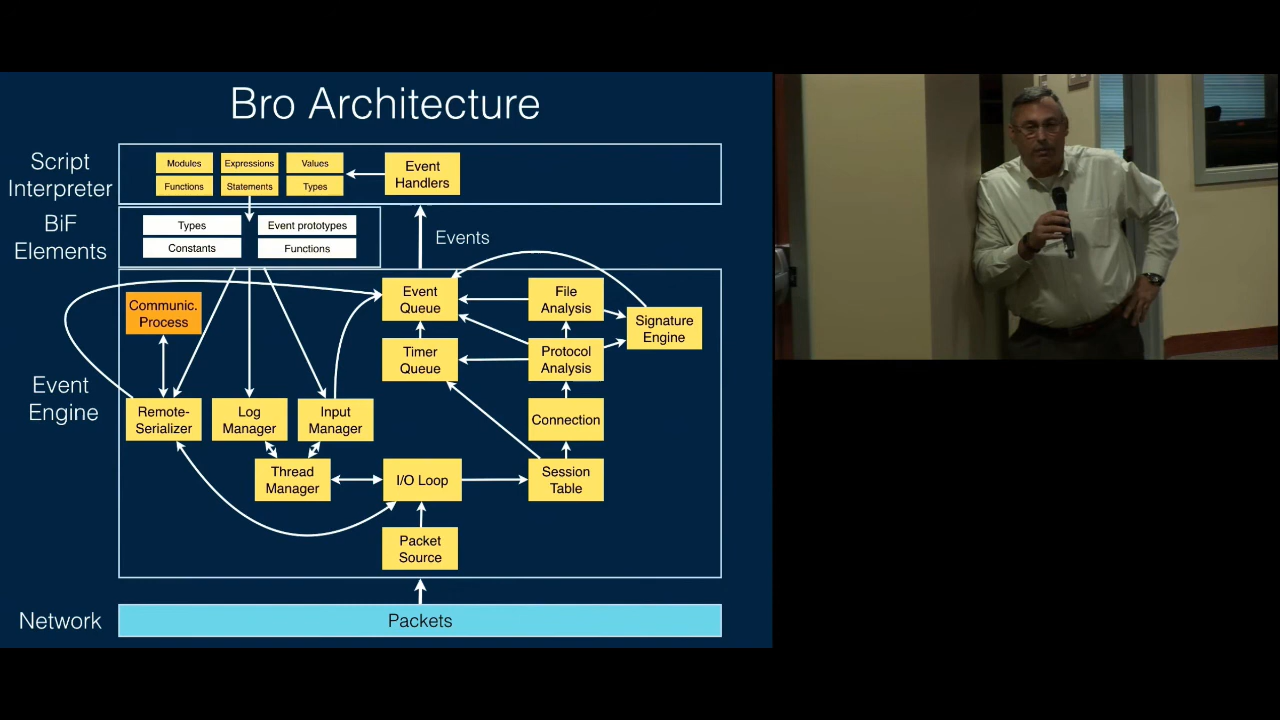 Bro Architecture
Script
Interpreter
Modules
Expressions
Values
Functions
Statements
Types
Event
Handlers
BiF
Elements
Types
Event prototypes
Constants
Functions
Events
Event
Engine
Communic.
Process
Event
Queue
File
Analysis
Signature
Engine
Timer
Queue
Protocol
Analysis
Remote-
Serializer
Log
Manager
Input
Manager
Connection
Thread
Manager
I/O Loop
Session
Table
Packet
Source
Network
Packets